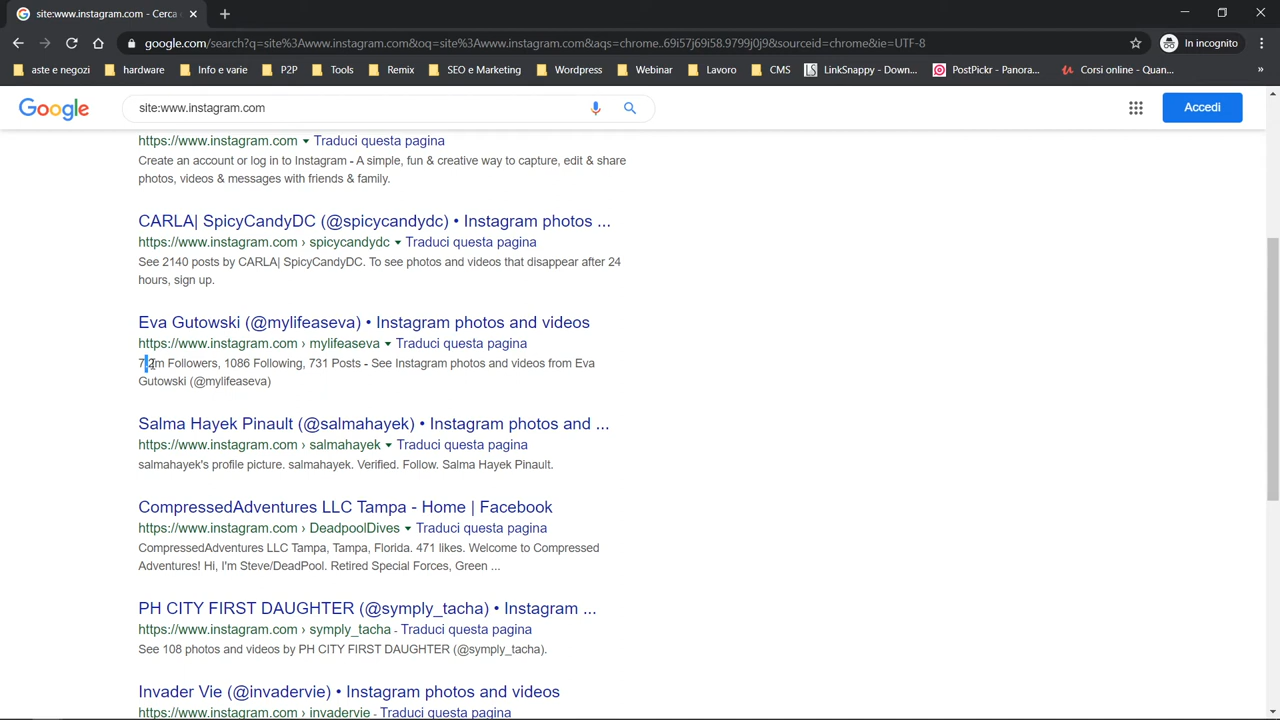 site:www.instagram.com - Cerca c
google.com/search?q=site%3Awww.instagram.com&oq=site%3Awww.instagram.com&aqs=chrome..69i57j69i58.9799j0j9&sourceid=chrome&ie=UTF-8
In incognito
aste e negozi
hardware
Info e varie
P2P
Tools
Remix
SEO e Marketing
Wordpress
Webinar
Lavoro
CMS
LinkSnappy - Down...
PostPickr - Panora...
Corsi online - Quan...
»
Google
site:www.instagram.com
Accedi
https://www.instagram.com Traduci questa pagina
Create an account or log in to Instagram - A simple, fun & creative way to capture, edit & share
photos, videos & messages with friends & family.
CARLA| SpicyCandyDC (@spicycandydc) • Instagram photos ...
https://www.instagram.com › spicycandydc Traduci questa pagina
See 2140 posts by CARLA| SpicyCandyDC. To see photos and videos that disappear after 24
hours, sign up.
Eva Gutowski (@mylifeaseva) • Instagram photos and videos
https://www.instagram.com › mylifeaseva Traduci questa pagina
Followers, 1086 Following, 731 Posts - See Instagram photos and videos from Eva
Gutowski (@mylifeaseva)
Salma Hayek Pinault (@salmahayek) • Instagram photos and ...
https://www.instagram.com › salmahayek Traduci questa pagina
salmahayek's profile picture. salmahayek. Verified. Follow. Salma Hayek Pinault.
CompressedAdventures LLC Tampa - Home | Facebook
https://www.instagram.com › DeadpoolDives Traduci questa pagina
CompressedAdventures LLC Tampa, Tampa, Florida. 471 likes. Welcome to Compressed
Adventures! Hi, I'm Steve/DeadPool. Retired Special Forces, Green ...
PH CITY FIRST DAUGHTER (@symply_tacha) • Instagram ...
https://www.instagram.com › symply_tacha - Traduci questa pagina
See 108 photos and videos by PH CITY FIRST DAUGHTER (@symply_tacha).
Invader Vie (@invadervie) • Instagram photos and videos
https://www.instagram.com › invadervie - Traduci questa pagina